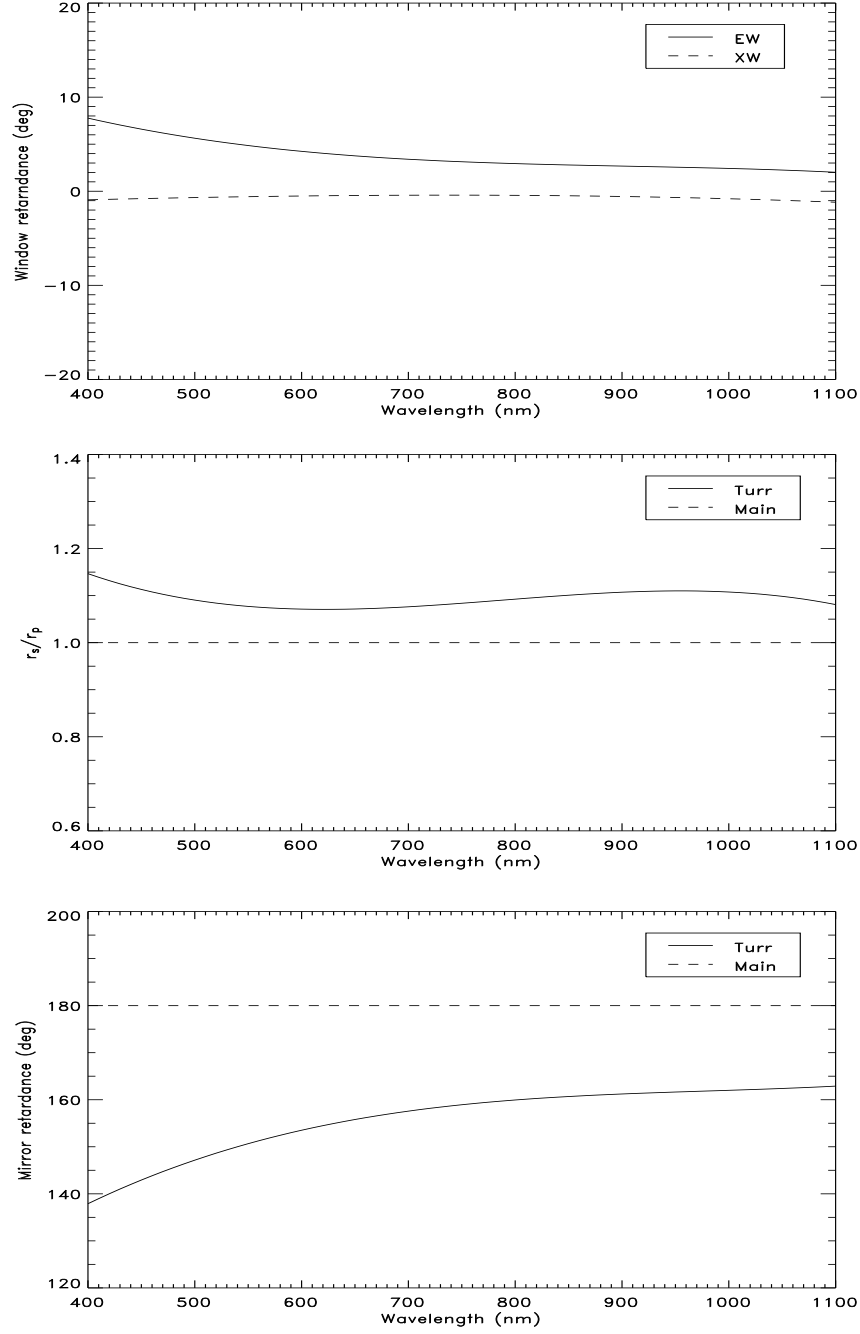 20
10
0
−10
−20
Window retarndance (deg)
EW
XW
400 500 600 700 800 900 1000 1100
Wavelength (nm)
1.4
1.2
1.0
0.8
0.6
rs/rp
Turr
Main
400 500 600 700 800 900 1000 1100
Wavelength (nm)
200
180
160
140
120
Mirror retardance (deg)
Turr
Main
400 500 600 700 800 900 1000 1100
Wavelength (nm)